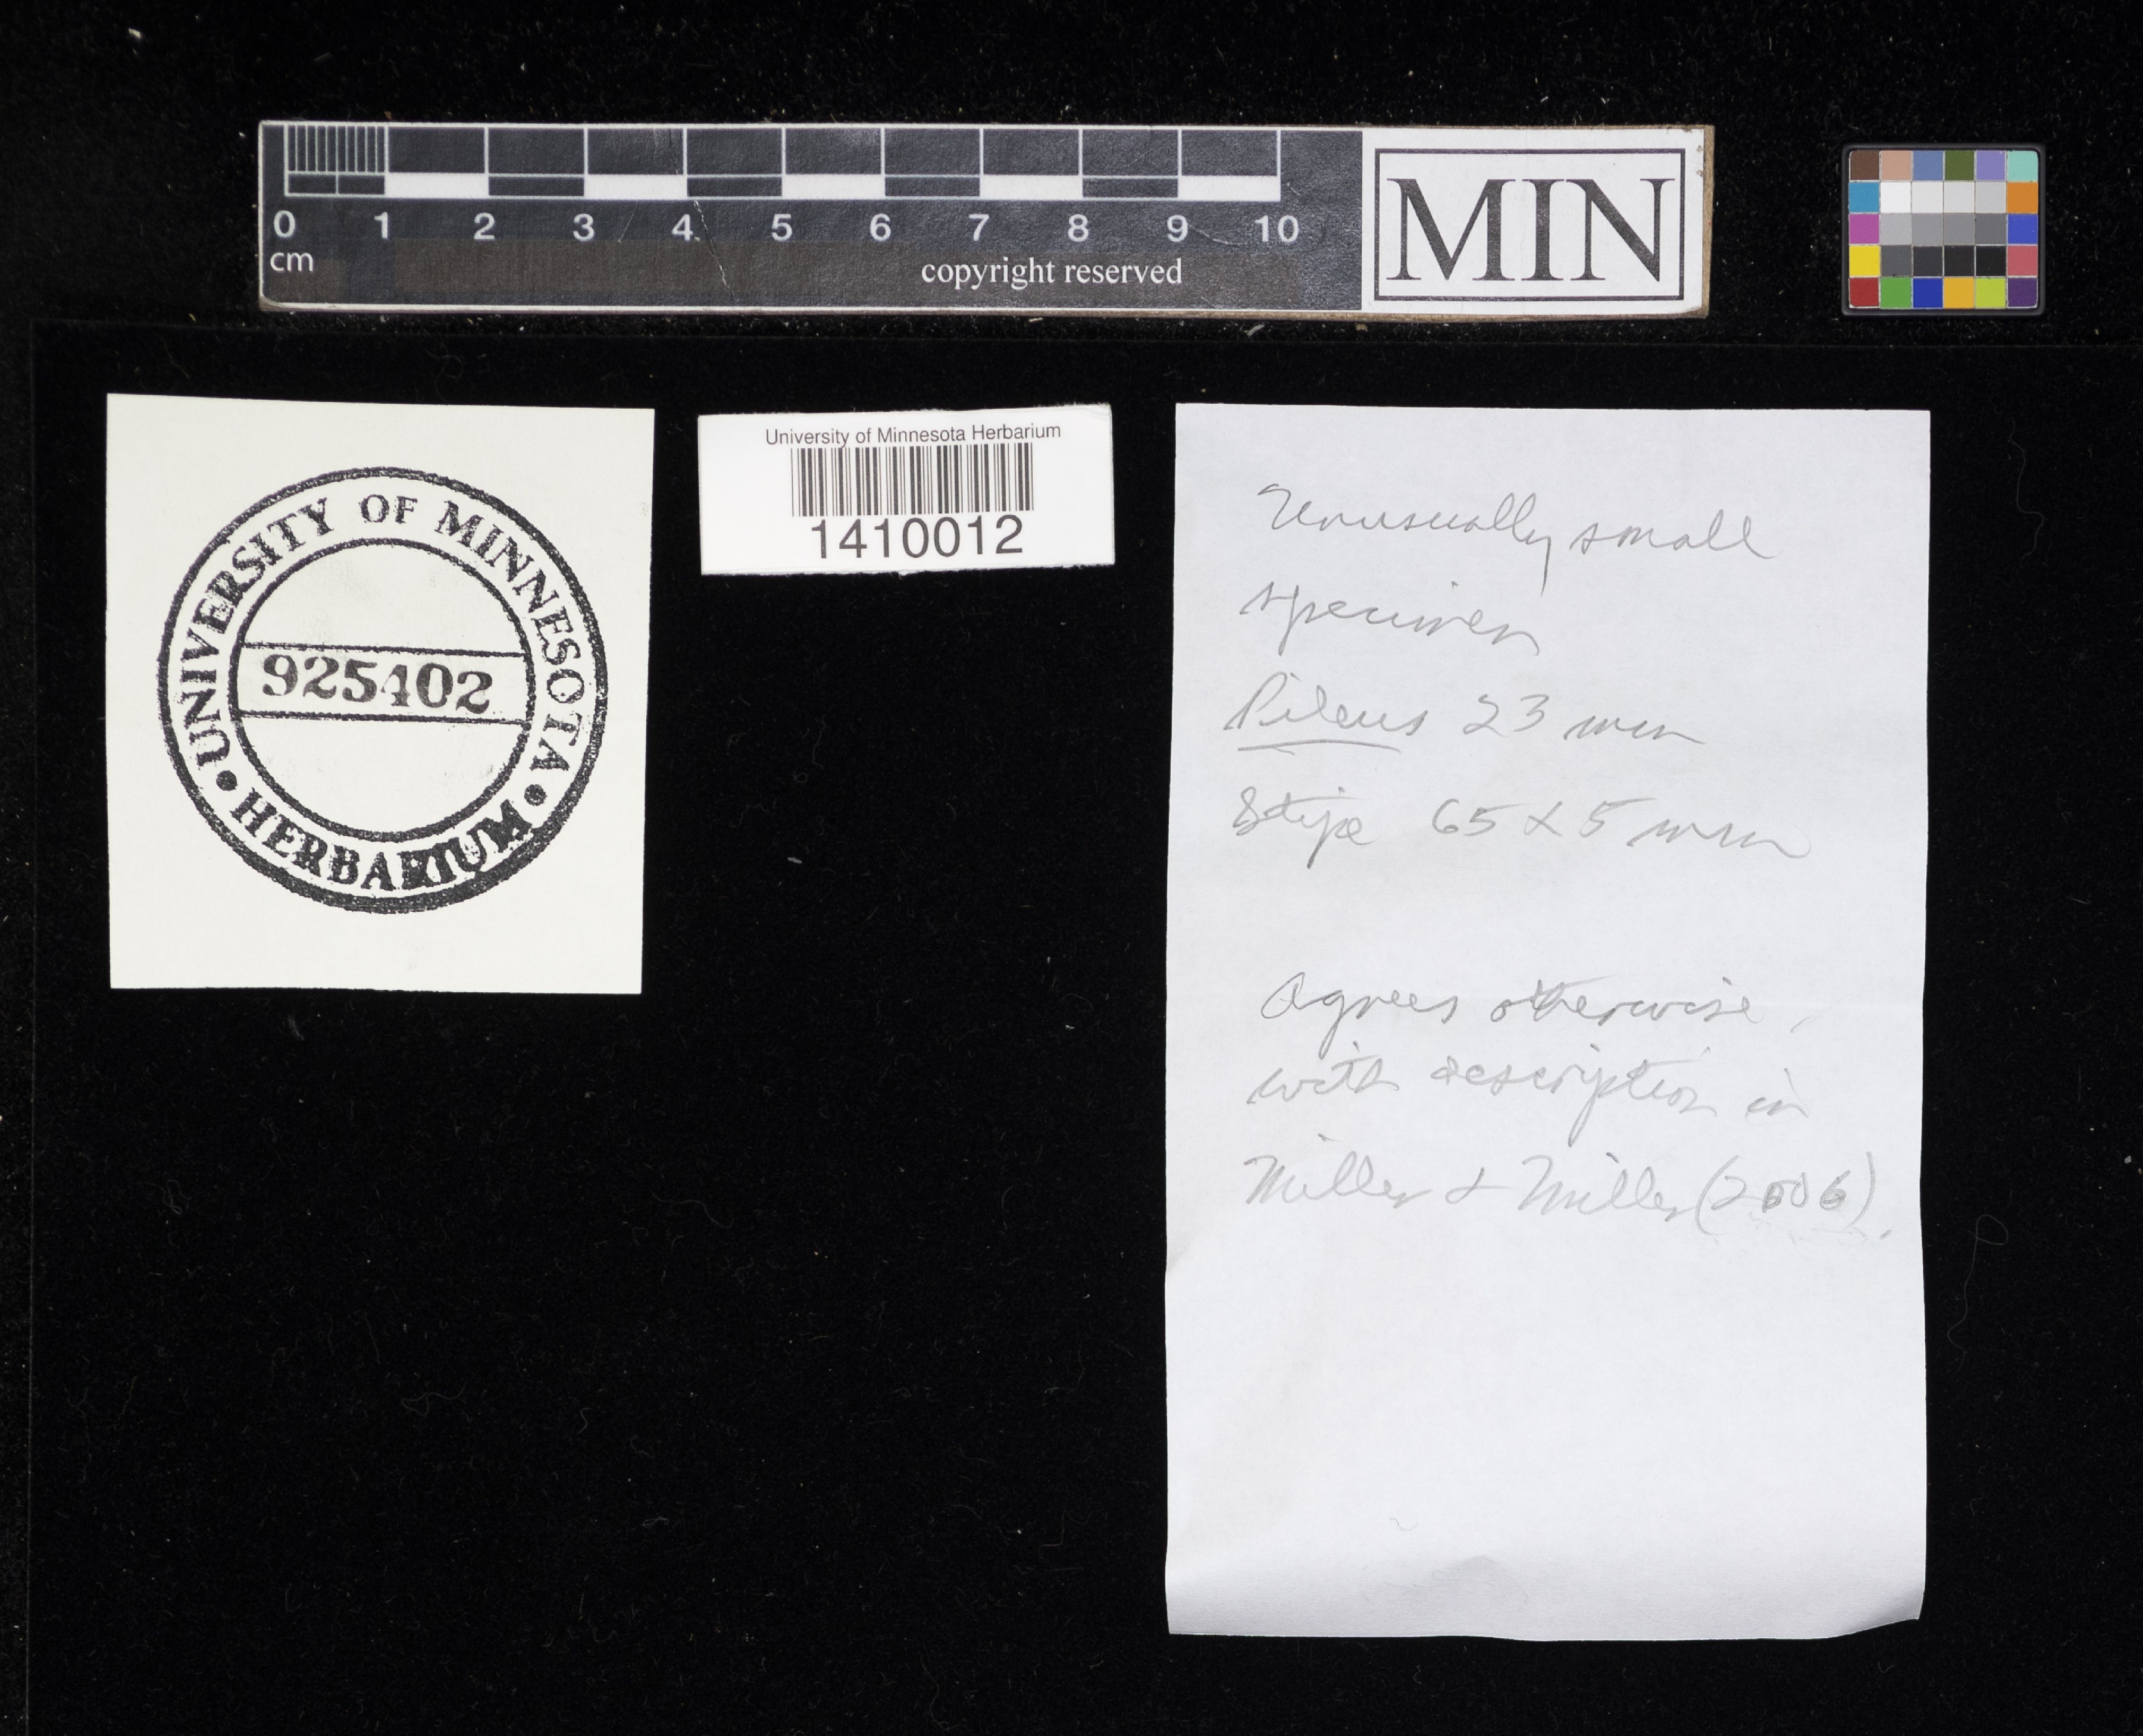 0 1 2 3 4 5 6 7 8 9 10
cm
copyright reserved
MIN
UNIVERSITY OF MINNESOTA
925402
HERBARIUM
University of Minnesota Herbarium
1410012
Unusually small
specimen
Pileus 23 mm
Stipe 65 x 5 mm
Agrees otherwise
with description in
Miller & Miller (2006).